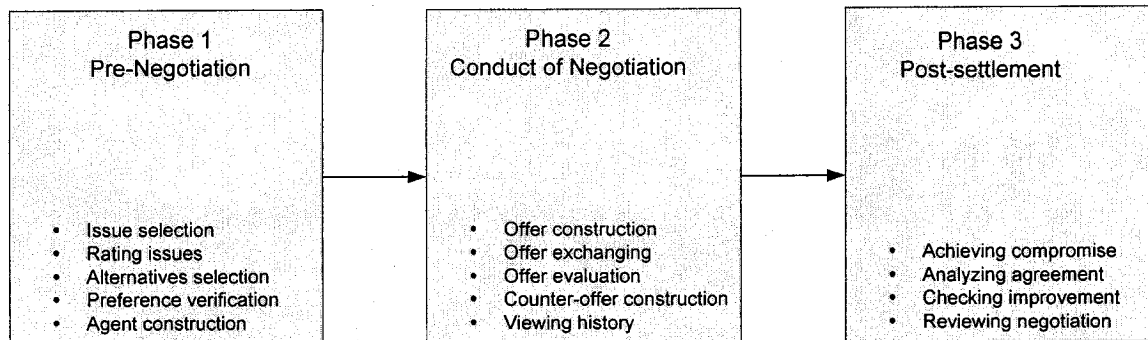 Phase 1
Pre-Negotiation
• Issue selection
• Rating issues
• Alternatives selection
• Preference verification
• Agent construction
Phase 2
Conduct of Negotiation
• Offer construction
• Offer exchanging
• Offer evaluation
• Counter-offer construction
• Viewing history
Phase 3
Post-settlement
• Achieving compromise
• Analyzing agreement
• Checking improvement
• Reviewing negotiation